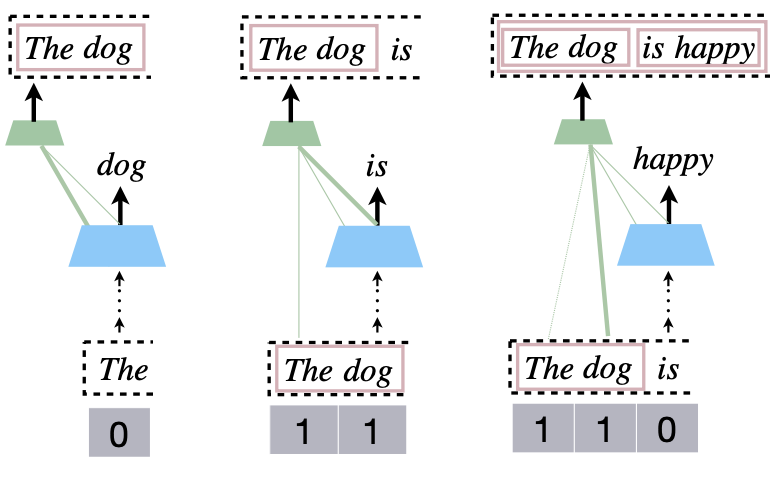 The dog
The dog is
The dog is happy
dog
is
happy
The
The dog
The dog is
0
1 1
1 1 0